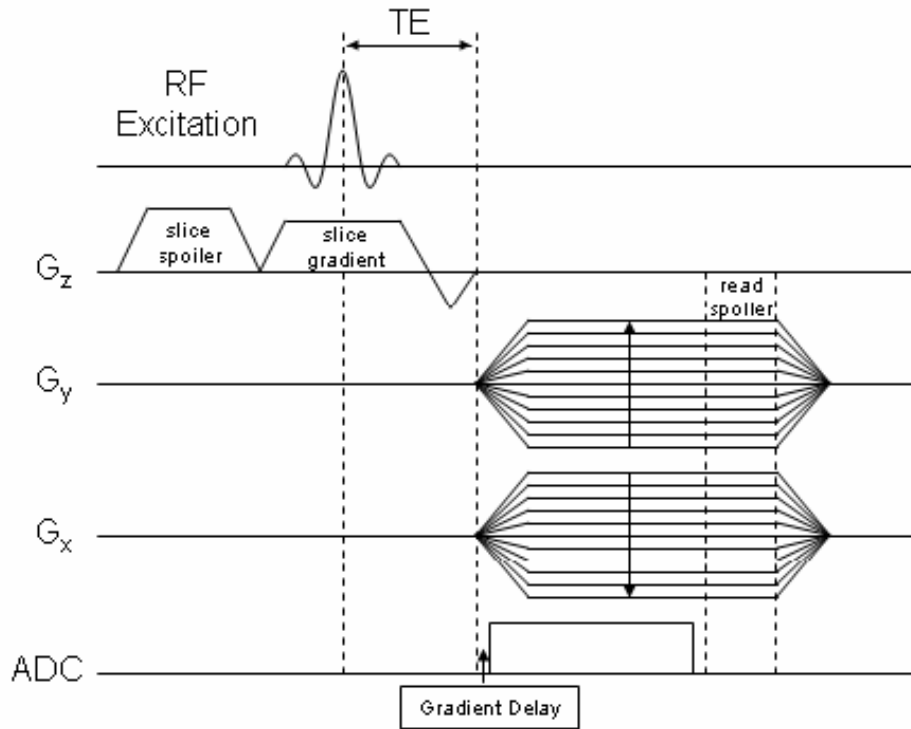 TE
RF
Excitation
slice
spoiler
slice
gradient
Gz
read
spoiler
Gy
Gx
ADC
Gradient Delay